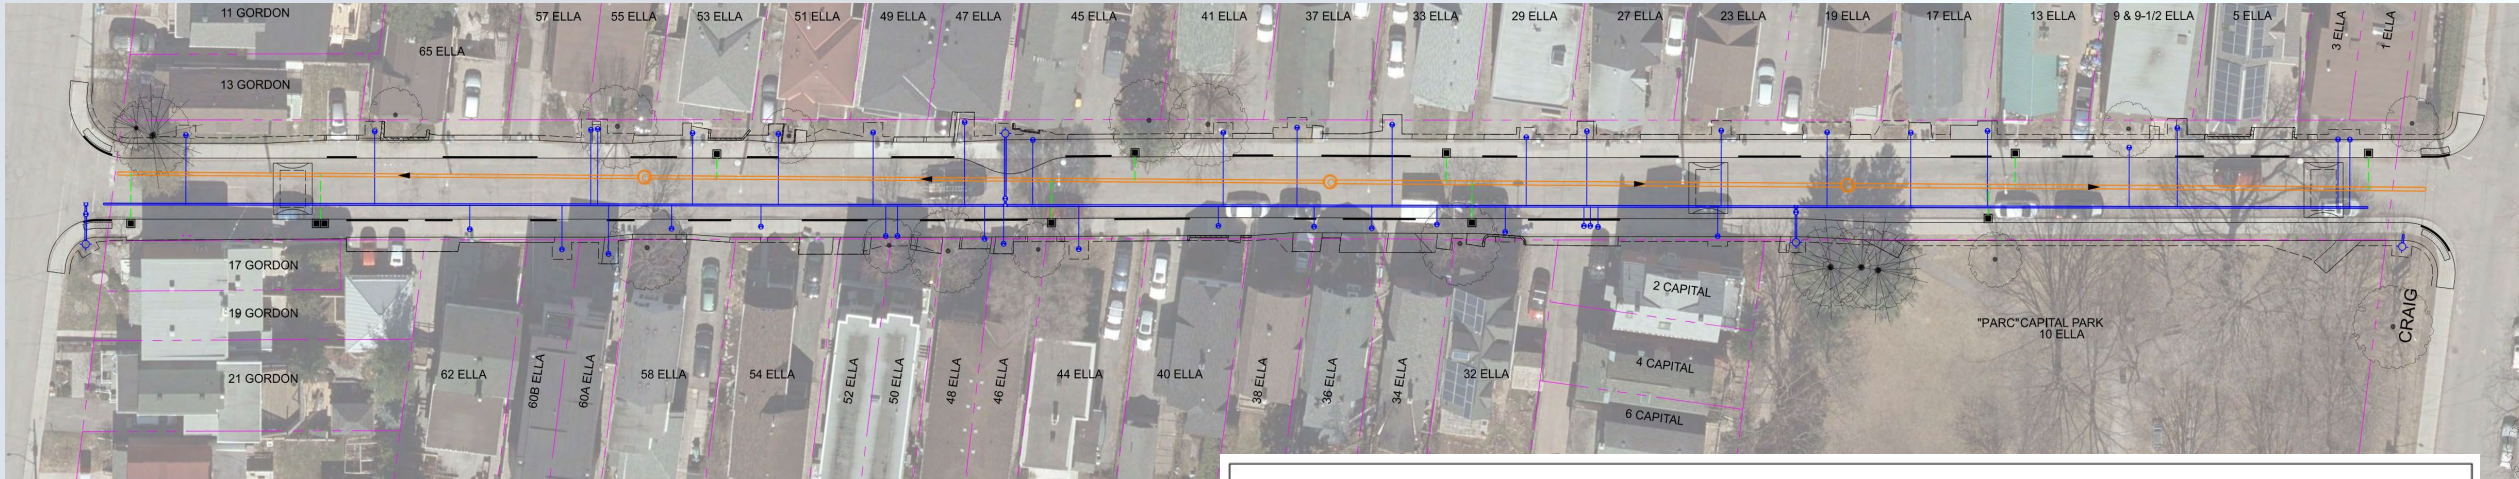 11 GORDON
57 ELLA
55 ELLA
53 ELLA
51 ELLA
49 ELLA
47 ELLA
45 ELLA
41 ELLA
37 ELLA
33 ELLA
29 ELLA
27 ELLA
23 ELLA
19 ELLA
17 ELLA
13 ELLA
9 & 9-1/2 ELLA
5 ELLA
3 ELLA
1 ELLA
65 ELLA
13 GORDON
17 GORDON
19 GORDON
21 GORDON
62 ELLA
60B ELLA
60A ELLA
58 ELLA
54 ELLA
52 ELLA
50 ELLA
48 ELLA
46 ELLA
44 ELLA
40 ELLA
38 ELLA
36 ELLA
34 ELLA
32 ELLA
2 CAPITAL
4 CAPITAL
6 CAPITAL
"PARC"CAPITAL PARK
10 ELLA
CRAIG